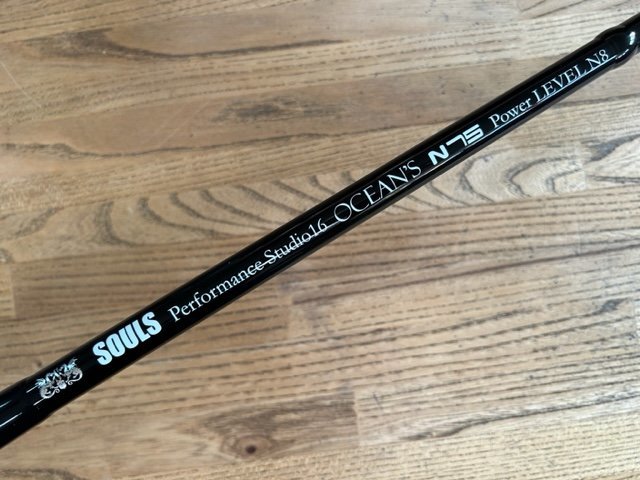 SOULS Performance Studio16 OCEAN'S N75 Power LEVEL N8